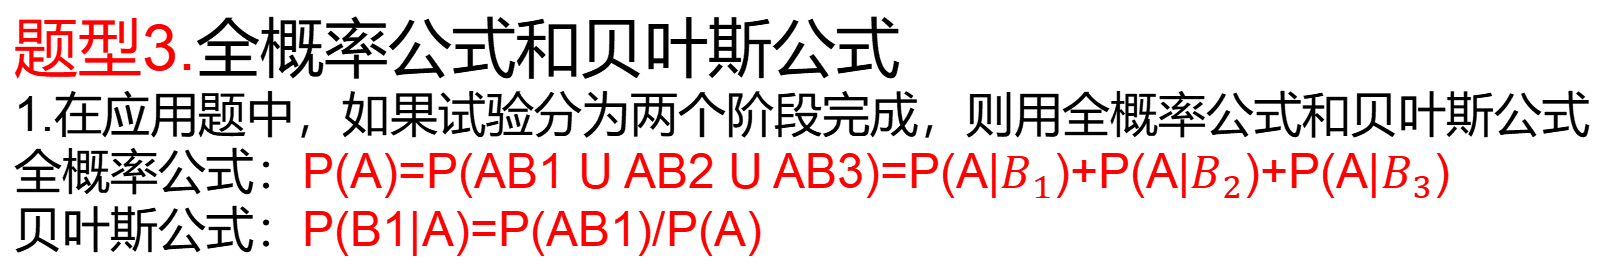 题型3.全概率公式和贝叶斯公式
1.在应用题中，如果试验分为两个阶段完成，则用全概率公式和贝叶斯公式
全概率公式：P(A)=P(AB1 U AB2 U AB3)=P(A|B₁)+P(A|B₂)+P(A|B₃)
贝叶斯公式：P(B1|A)=P(AB1)/P(A)